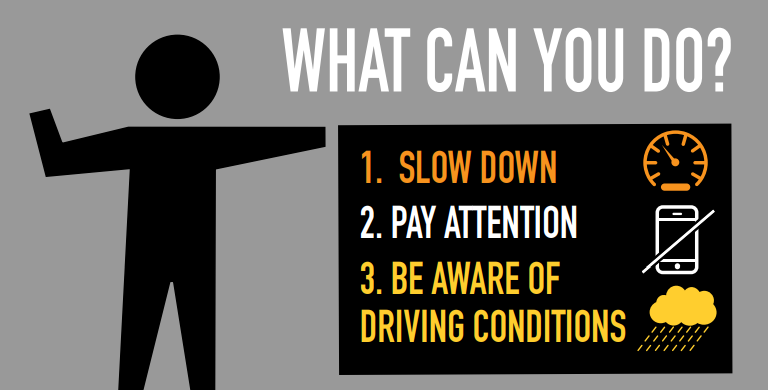 WHAT CAN YOU DO?
1. SLOW DOWN
2. PAY ATTENTION
3. BE AWARE OF
DRIVING CONDITIONS